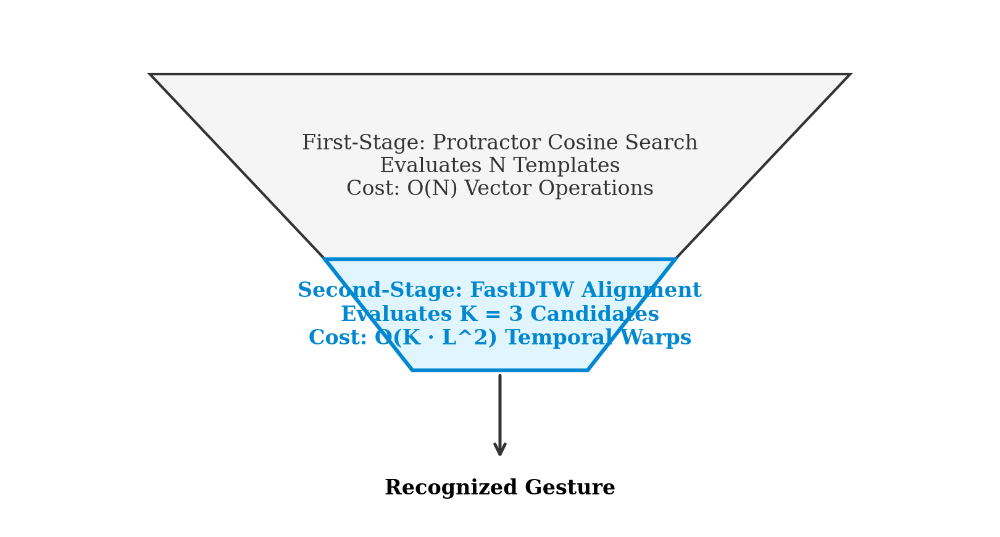 First-Stage: Protractor Cosine Search
Evaluates N Templates
Cost: O(N) Vector Operations
Second-Stage: FastDTW Alignment
Evaluates K = 3 Candidates
Cost: O(K · L^2) Temporal Warps
Recognized Gesture